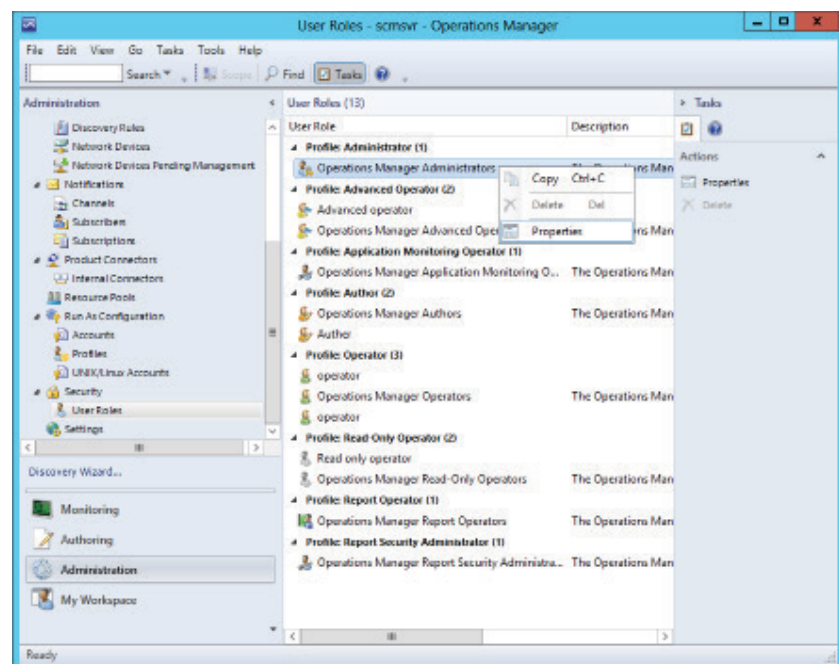 User Roles - scmsvr - Operations Manager
File Edit View Go Tasks Tools Help
Search Scope Find Tasks
Administration
Discovery Rules
Network Devices
Network Devices Pending Management
Notifications
Channels
Subscribers
Subscriptions
Product Connectors
Internal Connectors
Resource Pools
Run As Configuration
Accounts
Profiles
UNIX/Linux Accounts
Security
User Roles
Settings
Discovery Wizard...
Monitoring
Authoring
Administration
My Workspace
User Roles (13)
User Role Description
Profile: Administrator (1)
Operations Manager Administrators The Operations Man
Profile: Advanced Operator (2)
Advanced operator
Operations Manager Advanced Oper ns Man
Profile: Application Monitoring Operator (1)
Operations Manager Application Monitoring O... The Operations Man
Profile: Author (2)
Operations Manager Authors The Operations Man
Auther
Profile: Operator (3)
operator
Operations Manager Operators The Operations Man
operator
Profile: Read-Only Operator (2)
Read only operator
Operations Manager Read-Only Operators The Operations Man
Profile: Report Operator (1)
Operations Manager Report Operators The Operations Man
Profile: Report Security Administrator (1)
Operations Manager Report Security Administra... The Operations Man
Copy Ctrl+C
Delete Del
Properties
Tasks
Actions
Properties
Delete
Ready